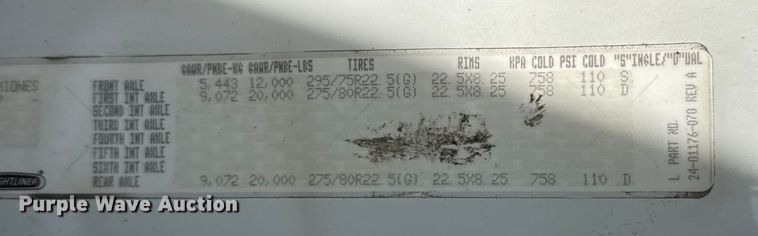 GAWR/PNBE-KG GAWR/PNBE-LBS TIRES RIMS KPA COLD PSI COLD "S"INGLE/"D"UAL
FRONT AXLE 5,443 12,000 295/75R22.5(G) 22.5X8.25 758 110 S
FIRST INT AXLE 9,072 20,000 275/80R22.5(G) 22.5X8.25 758 110 D
SECOND INT AXLE
THIRD INT AXLE
FOURTH INT AXLE
FIFTH INT AXLE
SIXTH INT AXLE
REAR AXLE 9,072 20,000 275/80R22.5(G) 22.5X8.25 758 110 D
L PART NO.
24-01176-070 REV A
GHTLINER
Purple Wave Auction